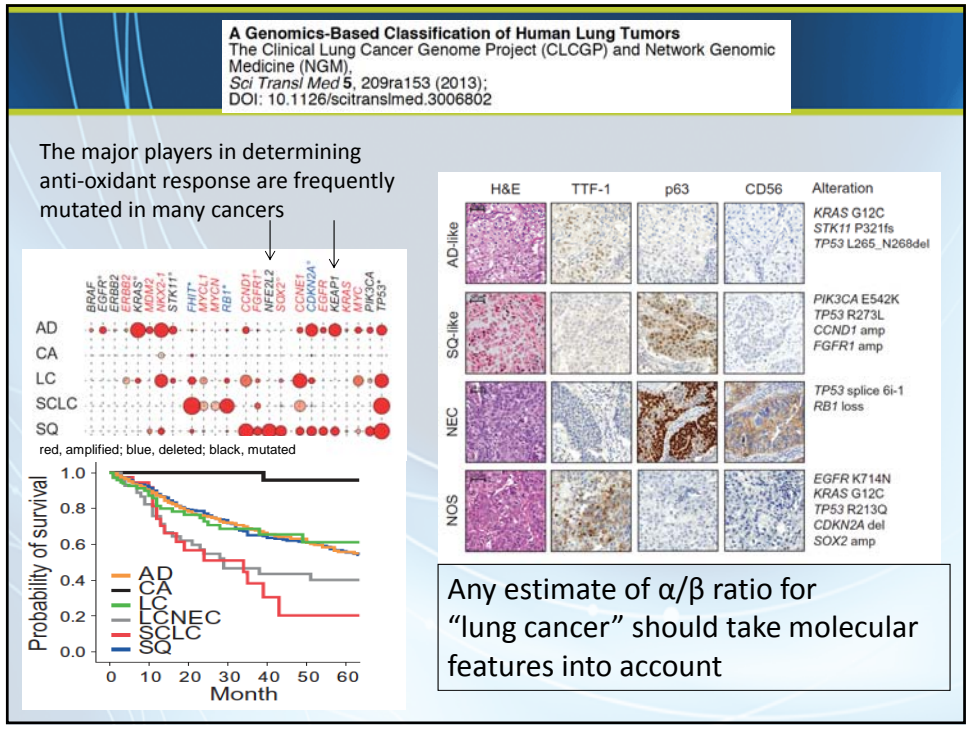 A Genomics-Based Classification of Human Lung Tumors
The Clinical Lung Cancer Genome Project (CLCGP) and Network Genomic
Medicine (NGM),
Sci Transl Med 5, 209ra153 (2013);
DOI: 10.1126/scitranslmed.3006802
The major players in determining
anti-oxidant response are frequently
mutated in many cancers
BRAF
EGFR°
ERBB2
ERBB2
KRAS°
MDM2
NKX2-1
STK11°
FHIT°
MYCL1
MYCN
RB1°
CCND1
FGFR1°
NFE2L2
SOX2°
CCNE1
CDKN2A°
EGFR
KEAP1
KRAS
MYC
PIK3CA
TP53°
AD
CA
LC
SCLC
SQ
red, amplified; blue, deleted; black, mutated
Probability of survival
1.0
0.8
0.6
0.4
0.2
0.0
AD
CA
LC
LCNEC
SCLC
SQ
0 10 20 30 40 50 60
Month
H&E TTF-1 p63 CD56 Alteration
AD-like
KRAS G12C
STK11 P321fs
TP53 L265_N268del
SQ-like
PIK3CA E542K
TP53 R273L
CCND1 amp
FGFR1 amp
NEC
TP53 splice 6i-1
RB1 loss
NOS
EGFR K714N
KRAS G12C
TP53 R213Q
CDKN2A del
SOX2 amp
Any estimate of α/β ratio for
“lung cancer” should take molecular
features into account